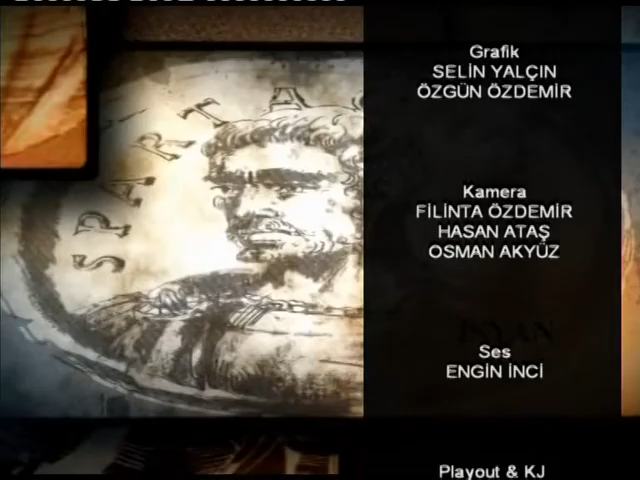 SPARTA
Grafik
SELİN YALÇIN
ÖZGÜN ÖZDEMİR
Kamera
FİLİNTA ÖZDEMİR
HASAN ATAŞ
OSMAN AKYÜZ
Ses
ENGİN İNCİ
Playout & KJ